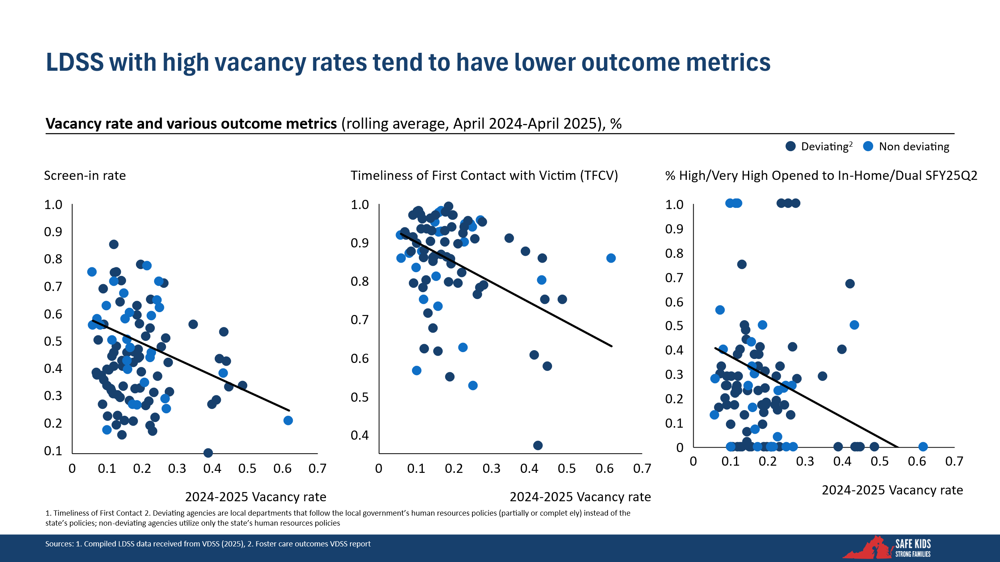 LDSS with high vacancy rates tend to have lower outcome metrics
Vacancy rate and various outcome metrics (rolling average, April 2024-April 2025), %
Deviating2 Non deviating
Screen-in rate
1.0
0.9
0.8
0.7
0.6
0.5
0.4
0.3
0.2
0.1
0 0.1 0.2 0.3 0.4 0.5 0.6 0.7
2024-2025 Vacancy rate
Timeliness of First Contact with Victim (TFCV)
1.0
0.9
0.8
0.7
0.6
0.5
0.4
0 0.1 0.2 0.3 0.4 0.5 0.6 0.7
2024-2025 Vacancy rate
% High/Very High Opened to In-Home/Dual SFY25Q2
1.0
0.9
0.8
0.7
0.6
0.5
0.4
0.3
0.2
0.1
0
0 0.1 0.2 0.3 0.4 0.5 0.6 0.7
2024-2025 Vacancy rate
1. Timeliness of First Contact 2. Deviating agencies are local departments that follow the local government’s human resources policies (partially or complet ely) instead of the
state’s policies; non-deviating agencies utilize only the state’s human resources policies
Sources: 1. Compiled LDSS data received from VDSS (2025), 2. Foster care outcomes VDSS report
SAFE KIDS
STRONG FAMILIES